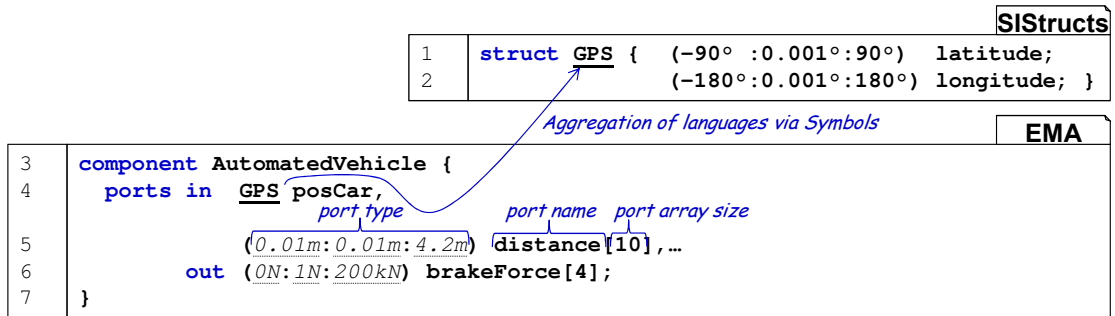 SIStructs
1 struct GPS { (-90° :0.001°:90°) latitude;
2 (-180°:0.001°:180°) longitude; }
Aggregation of languages via Symbols
EMA
3 component AutomatedVehicle {
4 ports in GPS posCar,
port type port name port array size
5 (0.01m:0.01m:4.2m) distance[10],…
6 out (0N:1N:200kN) brakeForce[4];
7 }